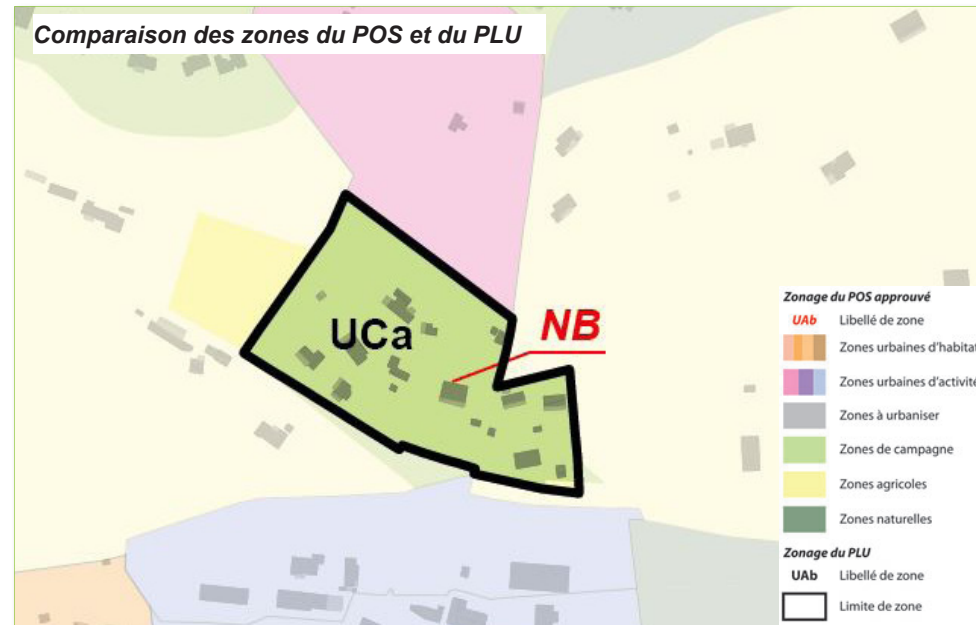 Comparaison des zones du POS et du PLU
UCa
NB
Zonage du POS approuvé
UAb Libellé de zone
Zones urbaines d'habitat
Zones urbaines d'activité
Zones à urbaniser
Zones de campagne
Zones agricoles
Zones naturelles
Zonage du PLU
UAb Libellé de zone
Limite de zone